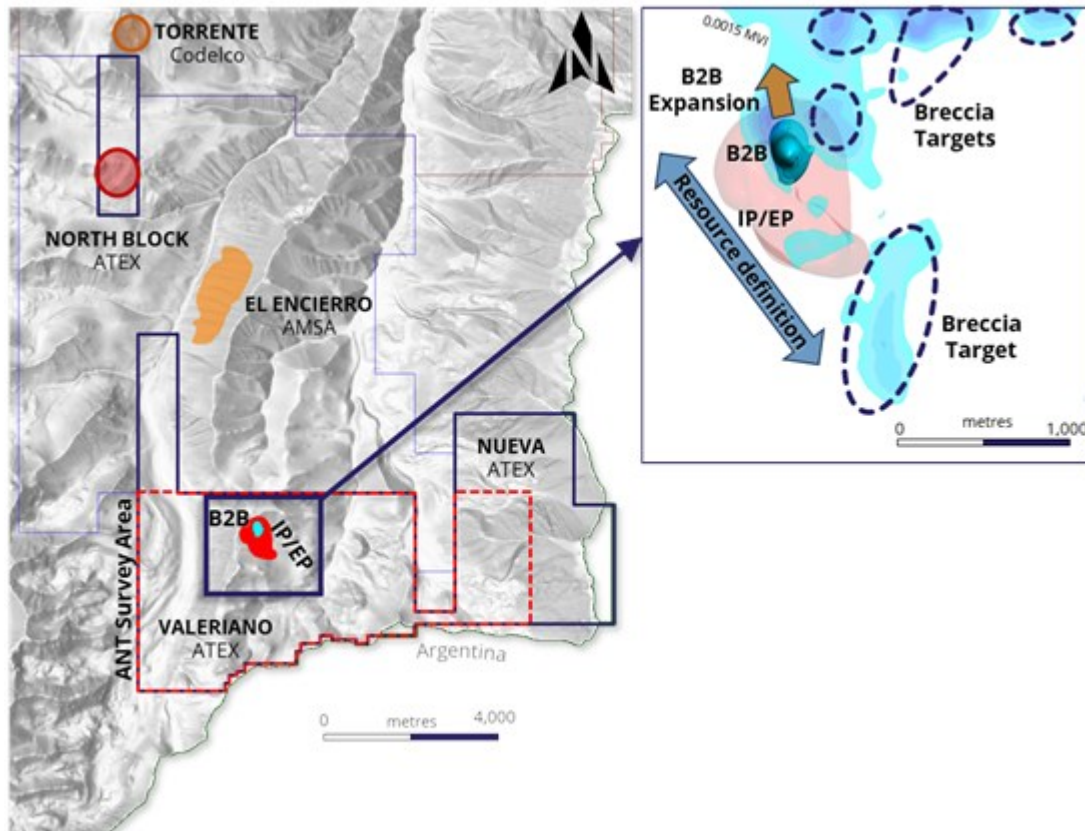 TORRENTE
Codelco
NORTH BLOCK
ATEX
EL ENCIERRO
AMSA
NUEVA
ATEX
B2B
IP/EP
ANT Survey Area
VALERIANO
ATEX
Argentina
0 metres 4,000
0.0015 MVI
B2B
Expansion
Breccia
Targets
B2B
IP/EP
Resource definition
Breccia
Target
metres
0 1,000